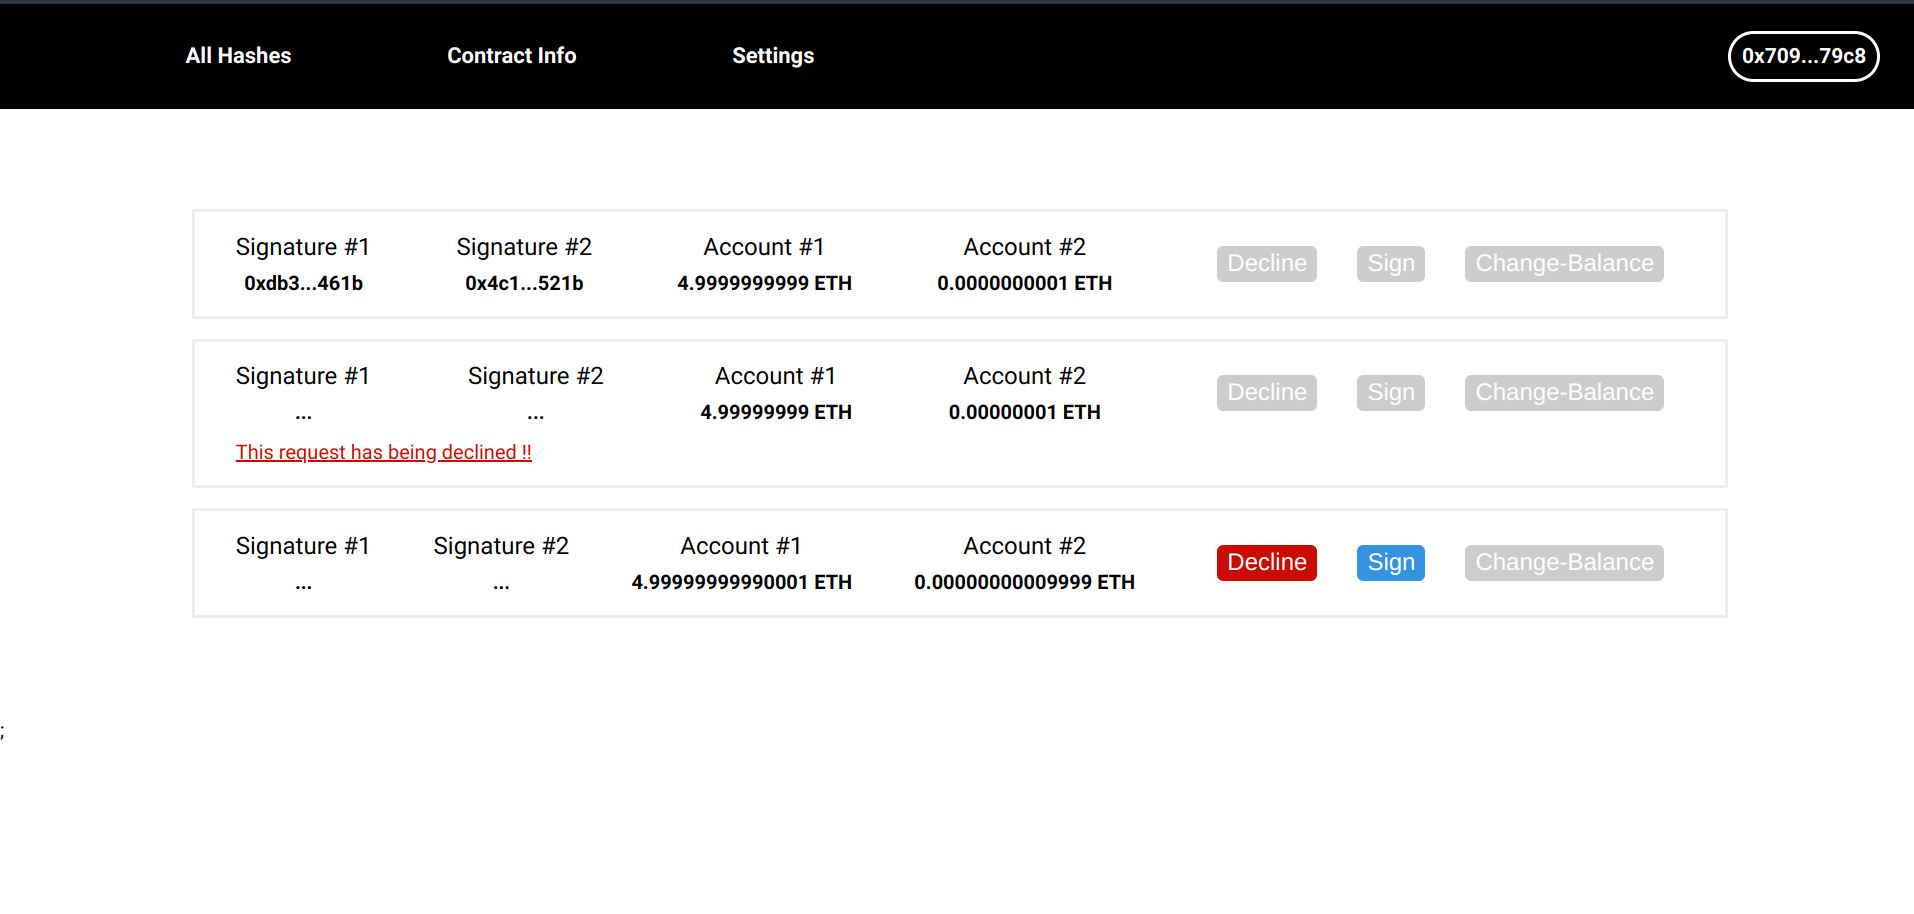 All Hashes Contract Info Settings 0x709...79c8
Signature #1 Signature #2 Account #1 Account #2 Decline Sign Change-Balance
0xdb3...461b 0x4c1...521b 4.9999999999 ETH 0.0000000001 ETH
Signature #1 Signature #2 Account #1 Account #2 Decline Sign Change-Balance
... ... 4.99999999 ETH 0.00000001 ETH
This request has being declined !!
Signature #1 Signature #2 Account #1 Account #2 Decline Sign Change-Balance
... ... 4.99999999990001 ETH 0.00000000009999 ETH
;